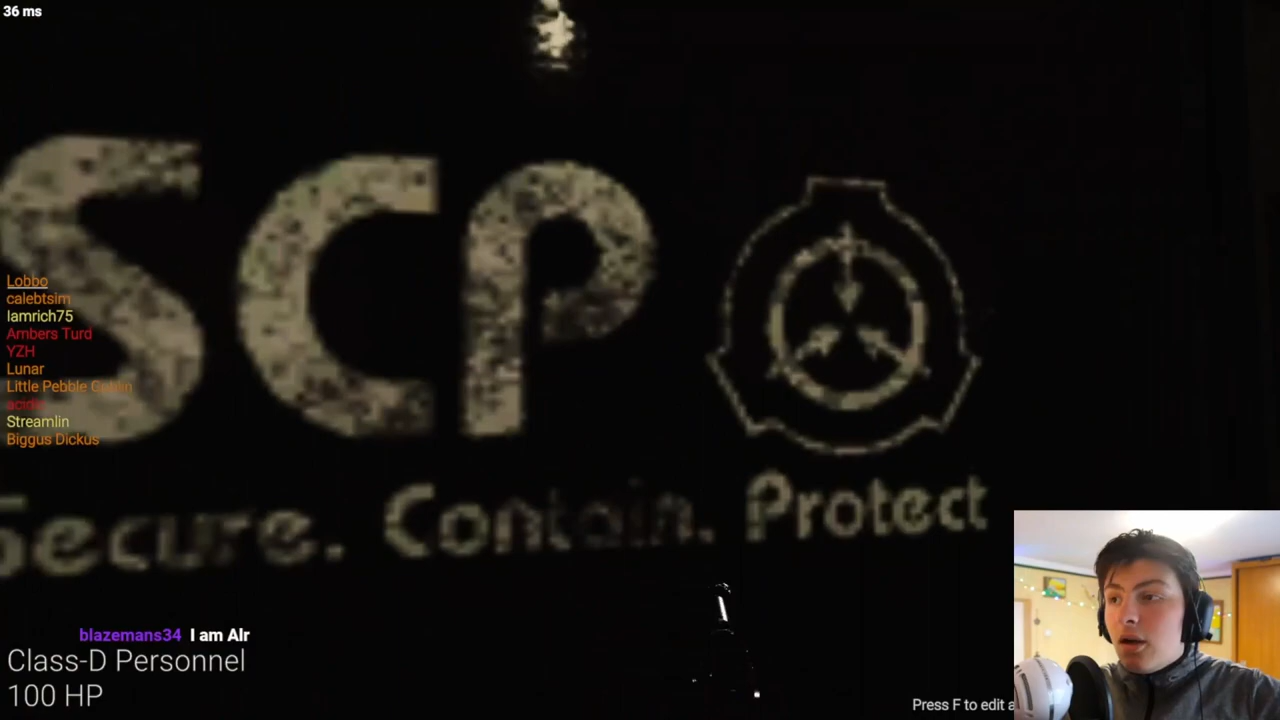 36 ms
SCP
Secure. Contain. Protect
Lobbo
calebtsim
Iamrich75
Ambers Turd
YZH
Lunar
Little Pebble Goblin
acidic
Streamlin
Biggus Dickus
blazemans34 I am Alr
Class-D Personnel
100 HP
Press F to edit a